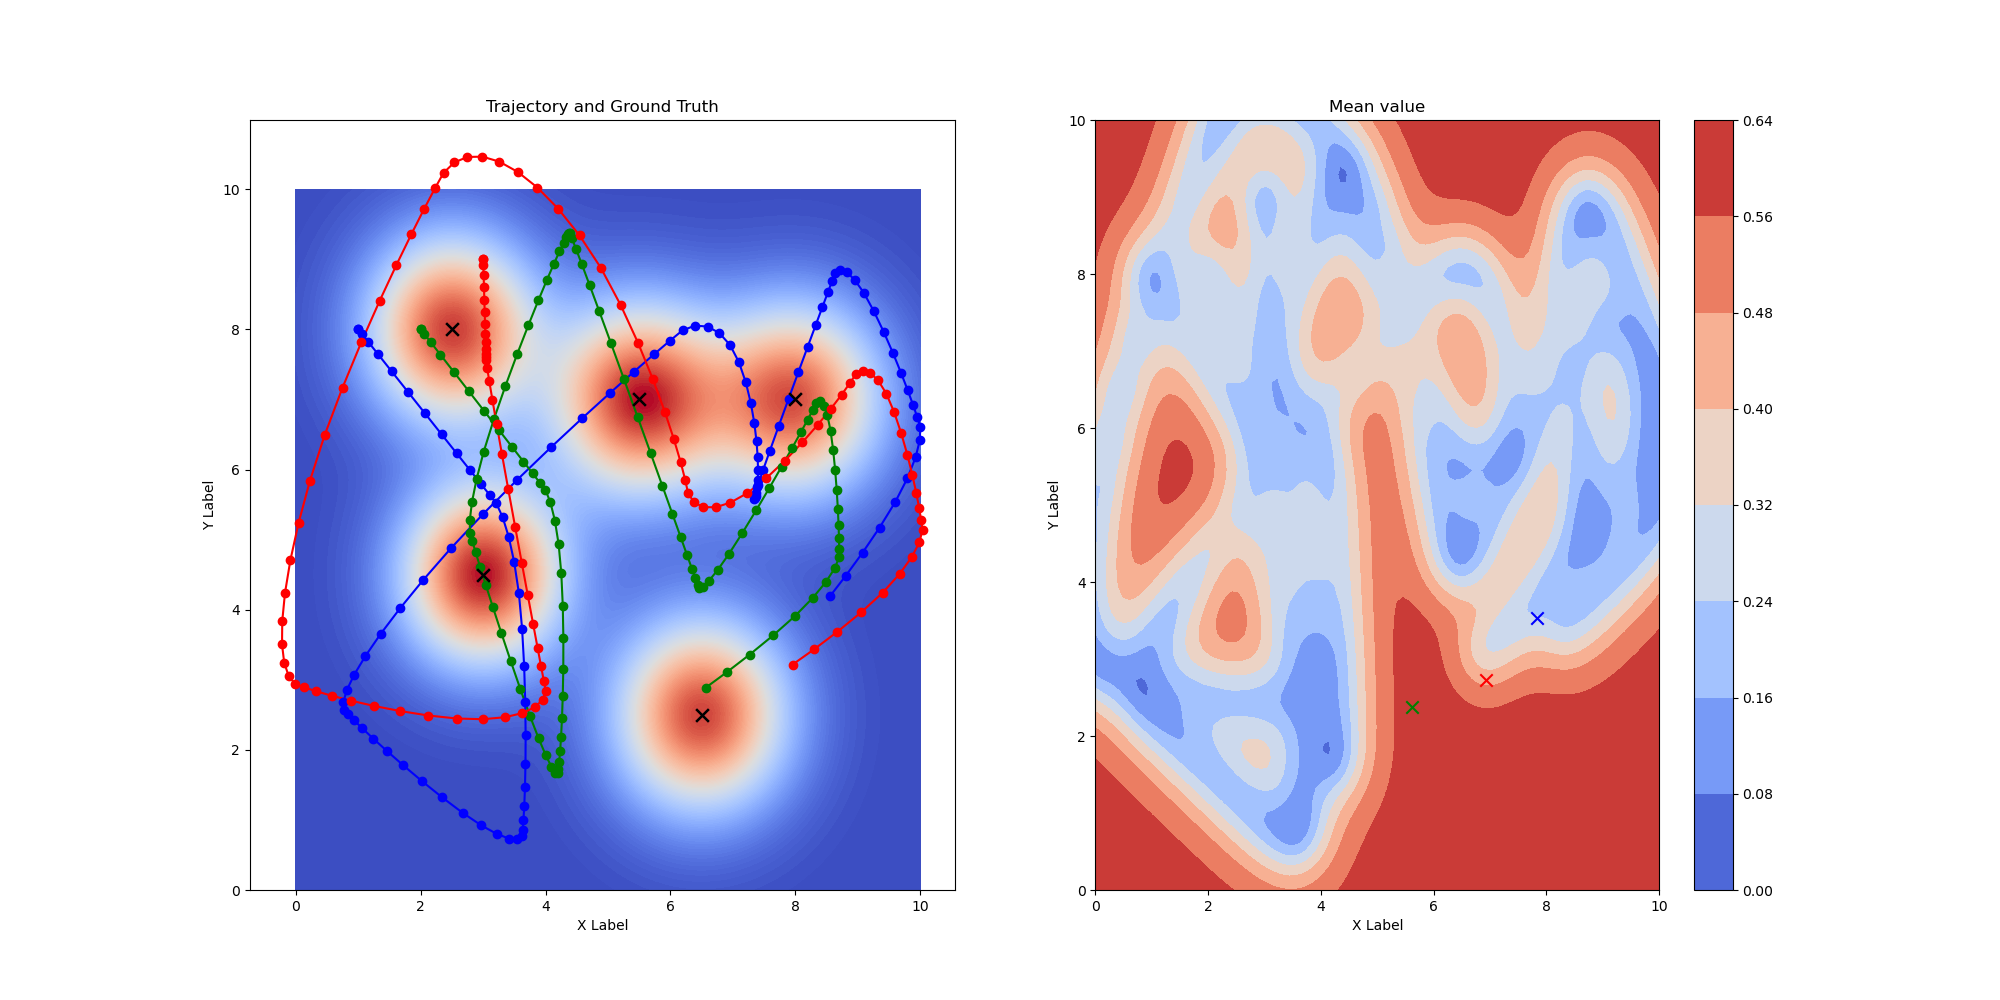 Trajectory and Ground Truth
Y Label
10
8
6
4
2
0
0 2 4 6 8 10
X Label
Mean value
Y Label
10
8
6
4
2
0
0 2 4 6 8 10
X Label
0.64
0.56
0.48
0.40
0.32
0.24
0.16
0.08
0.00